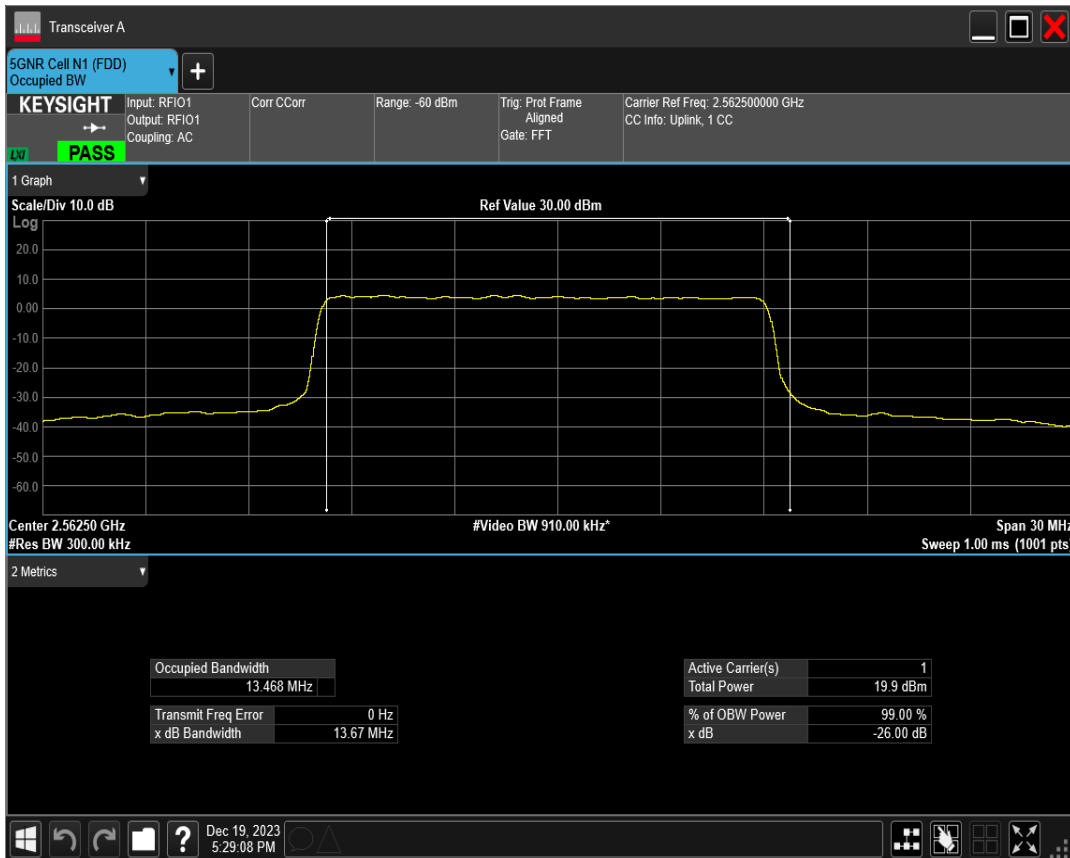 Transceiver A
5GNR Cell N1 (FDD)
Occupied BW
+
KEYSIGHT
LXI
PASS
Input: RFIO1
Output: RFIO1
Coupling: AC
Corr CCorr
Range: -60 dBm
Trig: Prot Frame
Aligned
Gate: FFT
Carrier Ref Freq: 2.562500000 GHz
CC Info: Uplink, 1 CC
1 Graph
Scale/Div 10.0 dB
Ref Value 30.00 dBm
Log
20.0
10.0
0.00
-10.0
-20.0
-30.0
-40.0
-50.0
-60.0
Center 2.56250 GHz
#Video BW 910.00 kHz*
Span 30 MHz
#Res BW 300.00 kHz
Sweep 1.00 ms (1001 pts)
2 Metrics
Occupied Bandwidth
13.468 MHz
Transmit Freq Error 0 Hz
x dB Bandwidth 13.67 MHz
Active Carrier(s) 1
Total Power 19.9 dBm
% of OBW Power 99.00 %
x dB -26.00 dB
?
Dec 19, 2023
5:29:08 PM